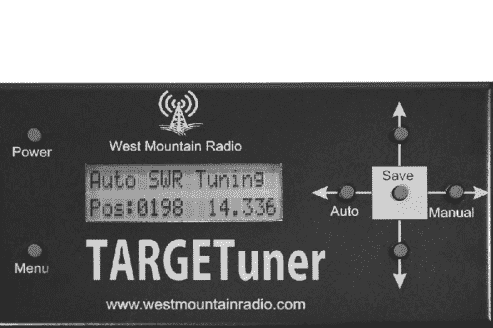 West Mountain Radio
Power
Auto SWR Tuning
Pos:0198 14.336
Save
Auto
Manual
Menu
TARGETuner
www.westmountainradio.com